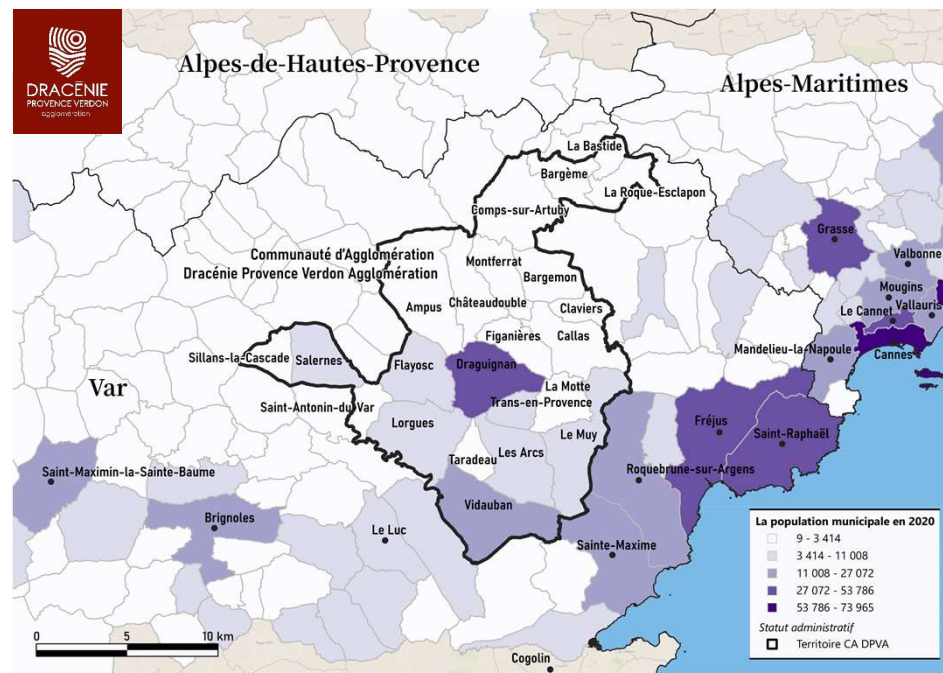 DRACÉNIE
PROVENCE VERDON
agglomération
Alpes-de-Hautes-Provence
Alpes-Maritimes
La Bastide
Bargème
La Roque-Esclapon
Comps-sur-Artuby
Grasse
Communauté d'Agglomération
Dracénie Provence Verdon Agglomération
Montferrat
Valbonne
Bargemon
Mougins
Ampus
Châteaudouble
Claviers
Le Cannet
Vallauris
Figanières
Callas
Mandelieu-la-Napoule
Cannes
Sillans-la-Cascade
Salernes
Flayosc
Draguignan
Var
La Motte
Trans-en-Provence
Saint-Antonin-du-Var
Lorgues
Le Muy
Fréjus
Saint-Raphaël
Les Arcs
Taradeau
Saint-Maximin-la-Sainte-Baume
Roquebrune-sur-Argens
Vidauban
Brignoles
Le Luc
Sainte-Maxime
Cogolin
La population municipale en 2020
9 - 3 414
3 414 - 11 008
11 008 - 27 072
27 072 - 53 786
53 786 - 73 965
Statut administratif
Territoire CA DPVA
0 5 10 km